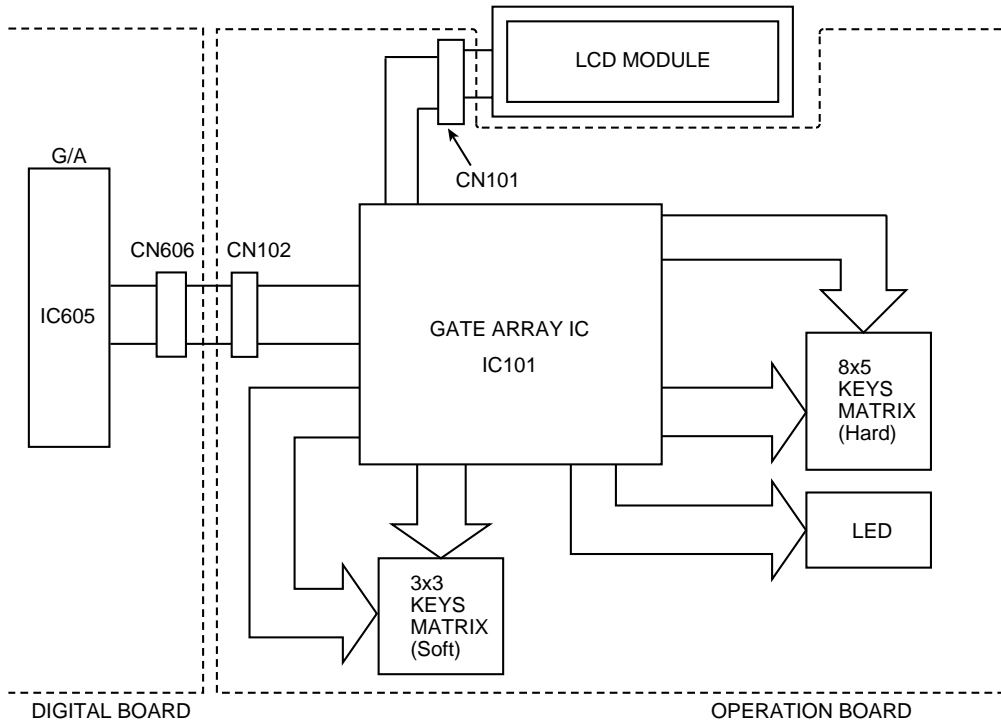 LCD MODULE
CN101
G/A
CN606
CN102
IC605
GATE ARRAY IC
IC101
8x5
KEYS
MATRIX
(Hard)
LED
3x3
KEYS
MATRIX
(Soft)
DIGITAL BOARD
OPERATION BOARD